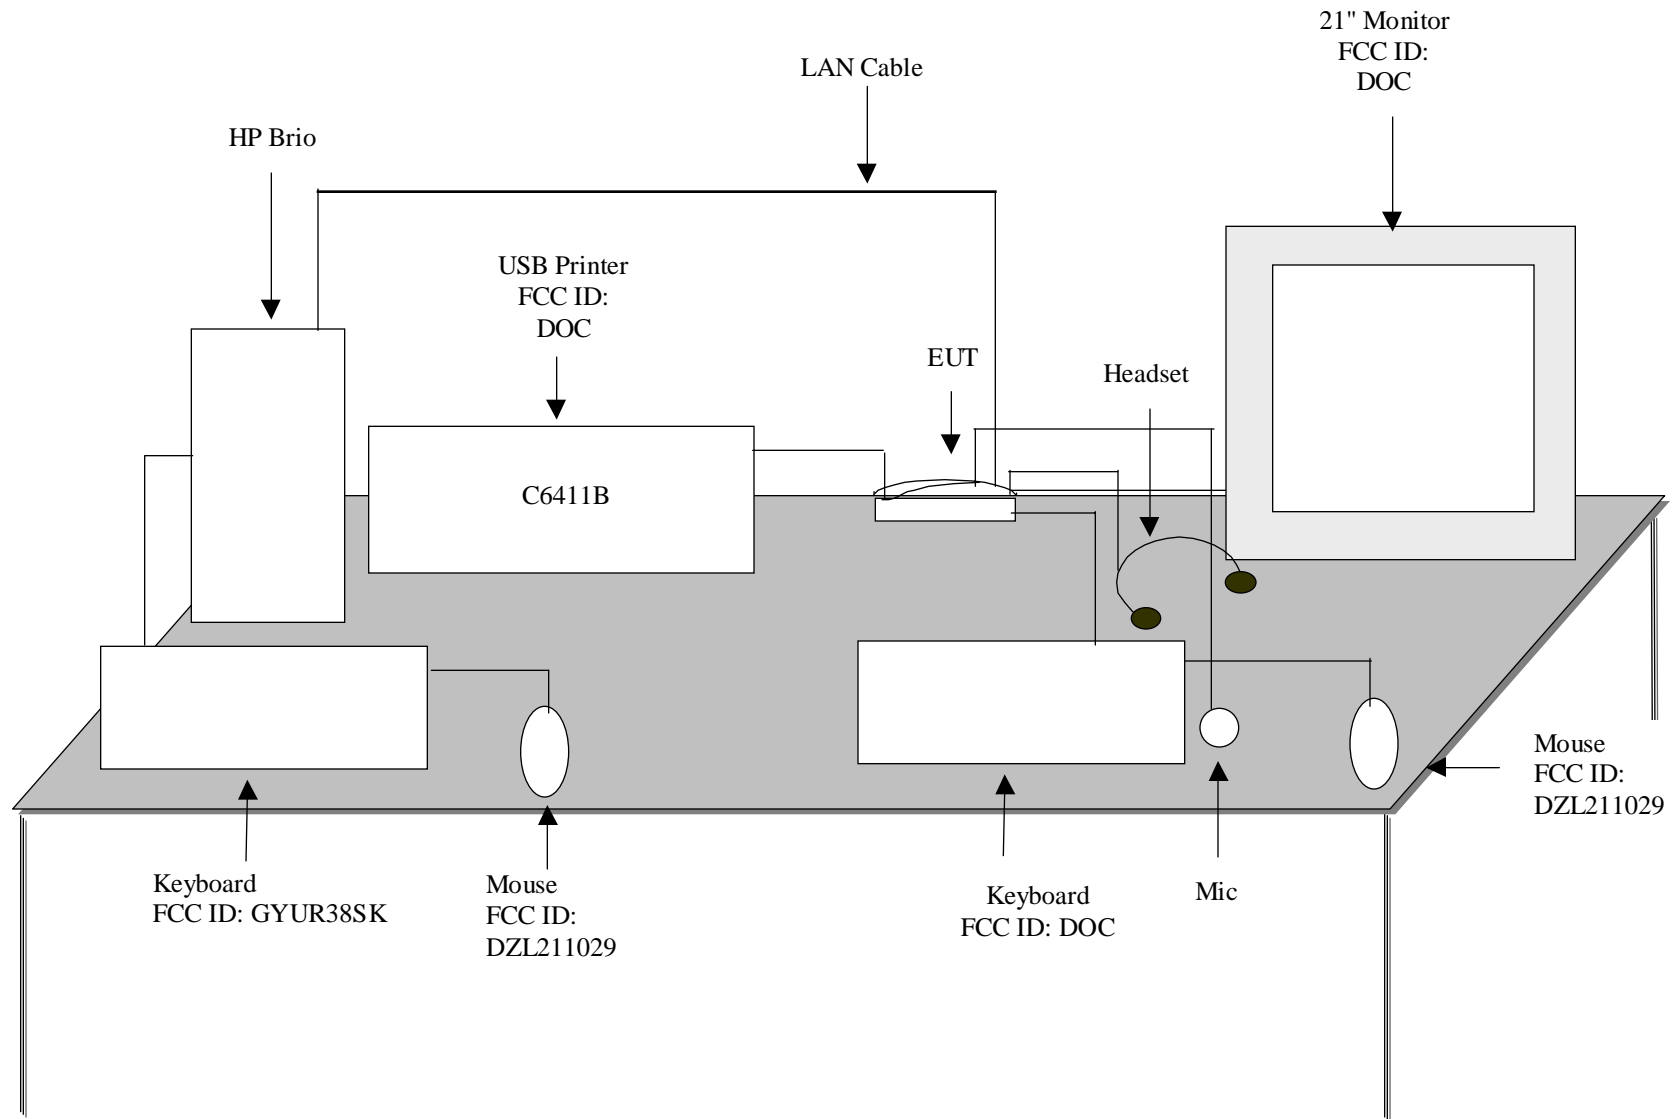 21" Monitor
FCC ID:
DOC
LAN Cable
HP Brio
USB Printer
FCC ID:
DOC
EUT
Headset
C6411B
Mouse
FCC ID:
DZL211029
Keyboard
FCC ID: GYUR38SK
Mouse
FCC ID:
DZL211029
Keyboard
FCC ID: DOC
Mic